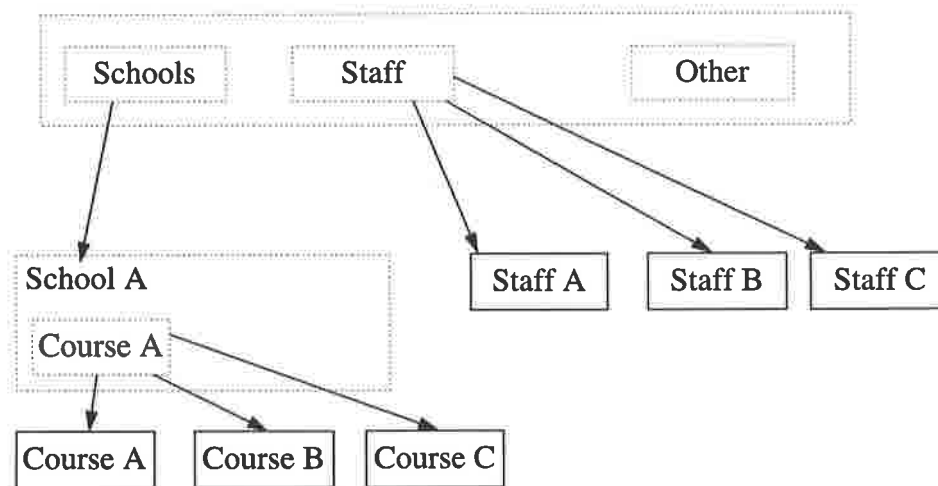 Schools
Staff
Other
School A
Staff A
Staff B
Staff C
Course A
Course A
Course B
Course C